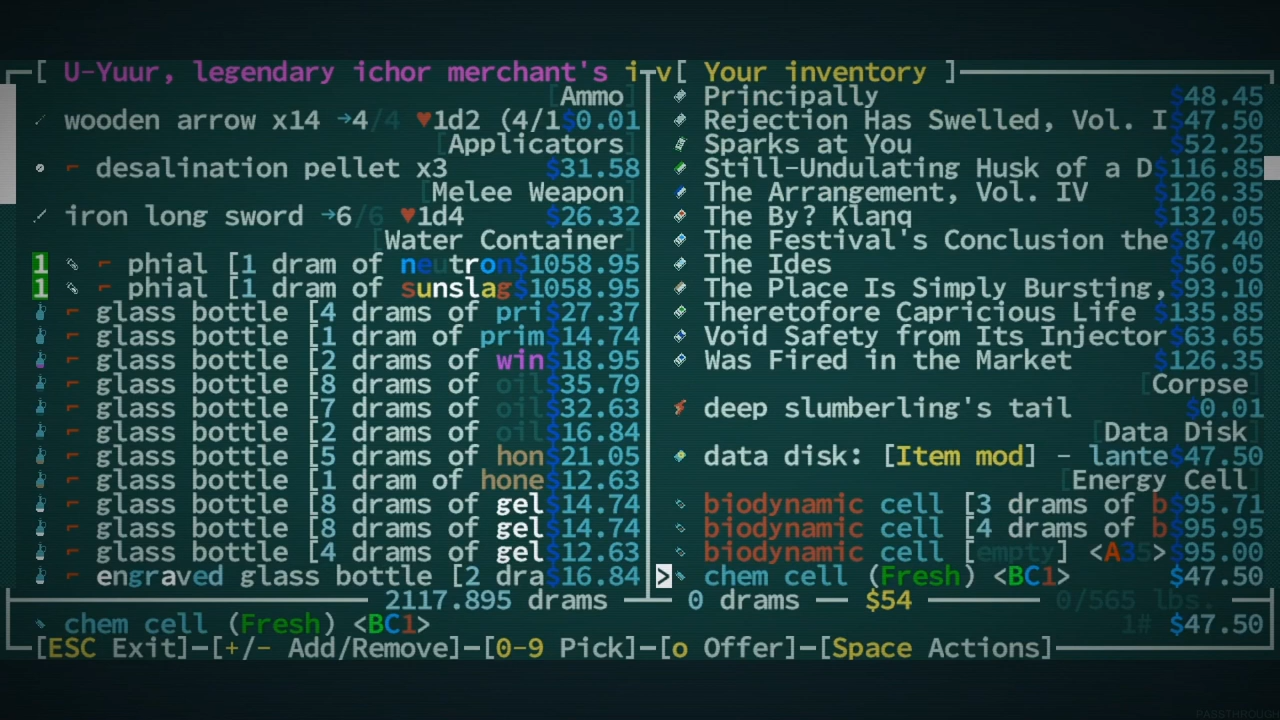 [ U-Yuur, legendary ichor merchant's i
[Ammo]
wooden arrow x14 →4/4 ♥1d2 (4/1$0.01
[Applicators]
desalination pellet x3 $31.58
[Melee Weapon]
iron long sword →6/6 ♥1d4 $26.32
[Water Container]
1 phial [1 dram of neutron$1058.95
1 phial [1 dram of sunslag$1058.95
glass bottle [4 drams of pri$27.37
glass bottle [1 dram of prim$14.74
glass bottle [2 drams of win$18.95
glass bottle [8 drams of oil$35.79
glass bottle [7 drams of oil$32.63
glass bottle [2 drams of oil$16.84
glass bottle [5 drams of hon$21.05
glass bottle [1 dram of hone$12.63
glass bottle [8 drams of gel$14.74
glass bottle [8 drams of gel$14.74
glass bottle [4 drams of gel$12.63
engraved glass bottle [2 dra$16.84
2117.895 drams
v[ Your inventory ]
Principally $48.45
Rejection Has Swelled, Vol. I$47.50
Sparks at You $52.25
Still-Undulating Husk of a D$116.85
The Arrangement, Vol. IV $126.35
The By? Klanq $132.05
The Festival's Conclusion the$87.40
The Ides $56.05
The Place Is Simply Bursting,$93.10
Theretofore Capricious Life $135.85
Void Safety from Its Injector$63.65
Was Fired in the Market $126.35
[Corpse]
deep slumberling's tail $0.01
[Data Disk]
data disk: [Item mod] - lante$47.50
[Energy Cell]
biodynamic cell [3 drams of b$95.71
biodynamic cell [4 drams of b$95.95
biodynamic cell [empty] <A35>$95.00
> chem cell (Fresh) <BC1> $47.50
0 drams $54 0/565 lbs.
chem cell (Fresh) <BC1> 1# $47.50
[ESC Exit]-[+/- Add/Remove]-[0-9 Pick]-[o Offer]-[Space Actions]
PASSTHROUGH